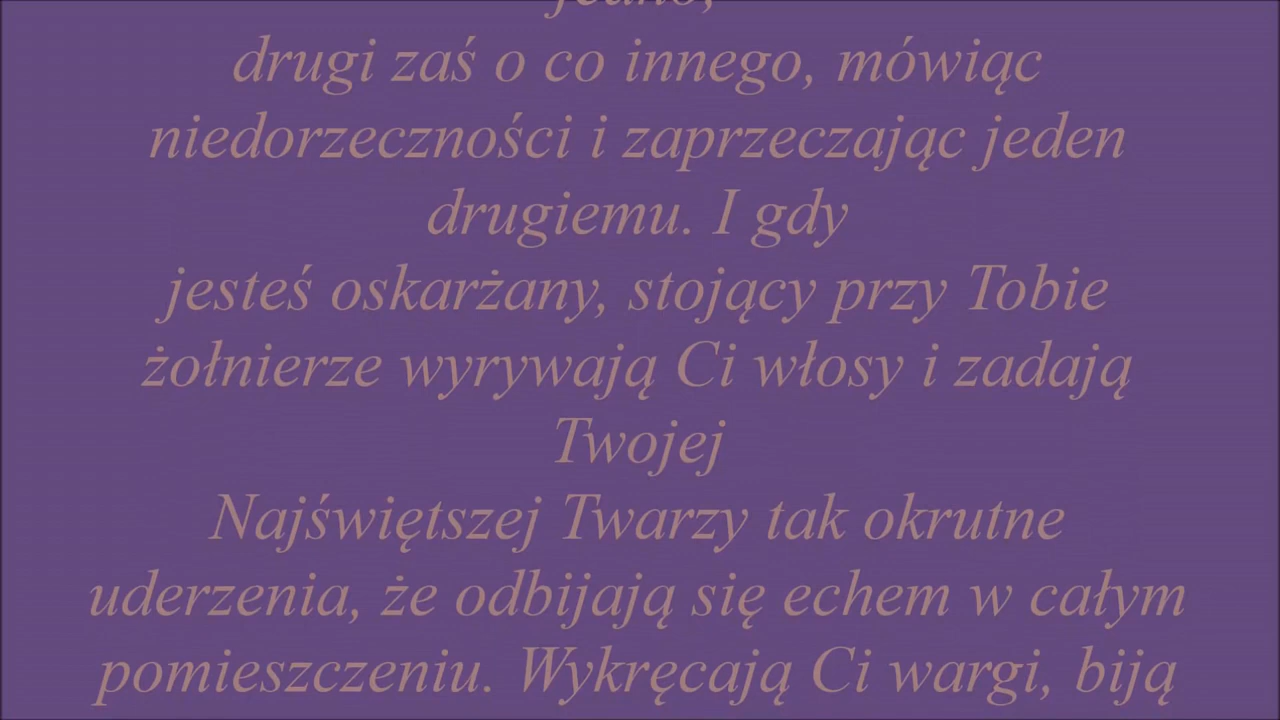 jedno,
drugi zaś o co innego, mówiąc
niedorzeczności i zaprzeczając jeden
drugiemu. I gdy
jesteś oskarżany, stojący przy Tobie
żołnierze wyrywają Ci włosy i zadają
Twojej
Najświętszej Twarzy tak okrutne
uderzenia, że odbijają się echem w całym
pomieszczeniu. Wykręcają Ci wargi, biją